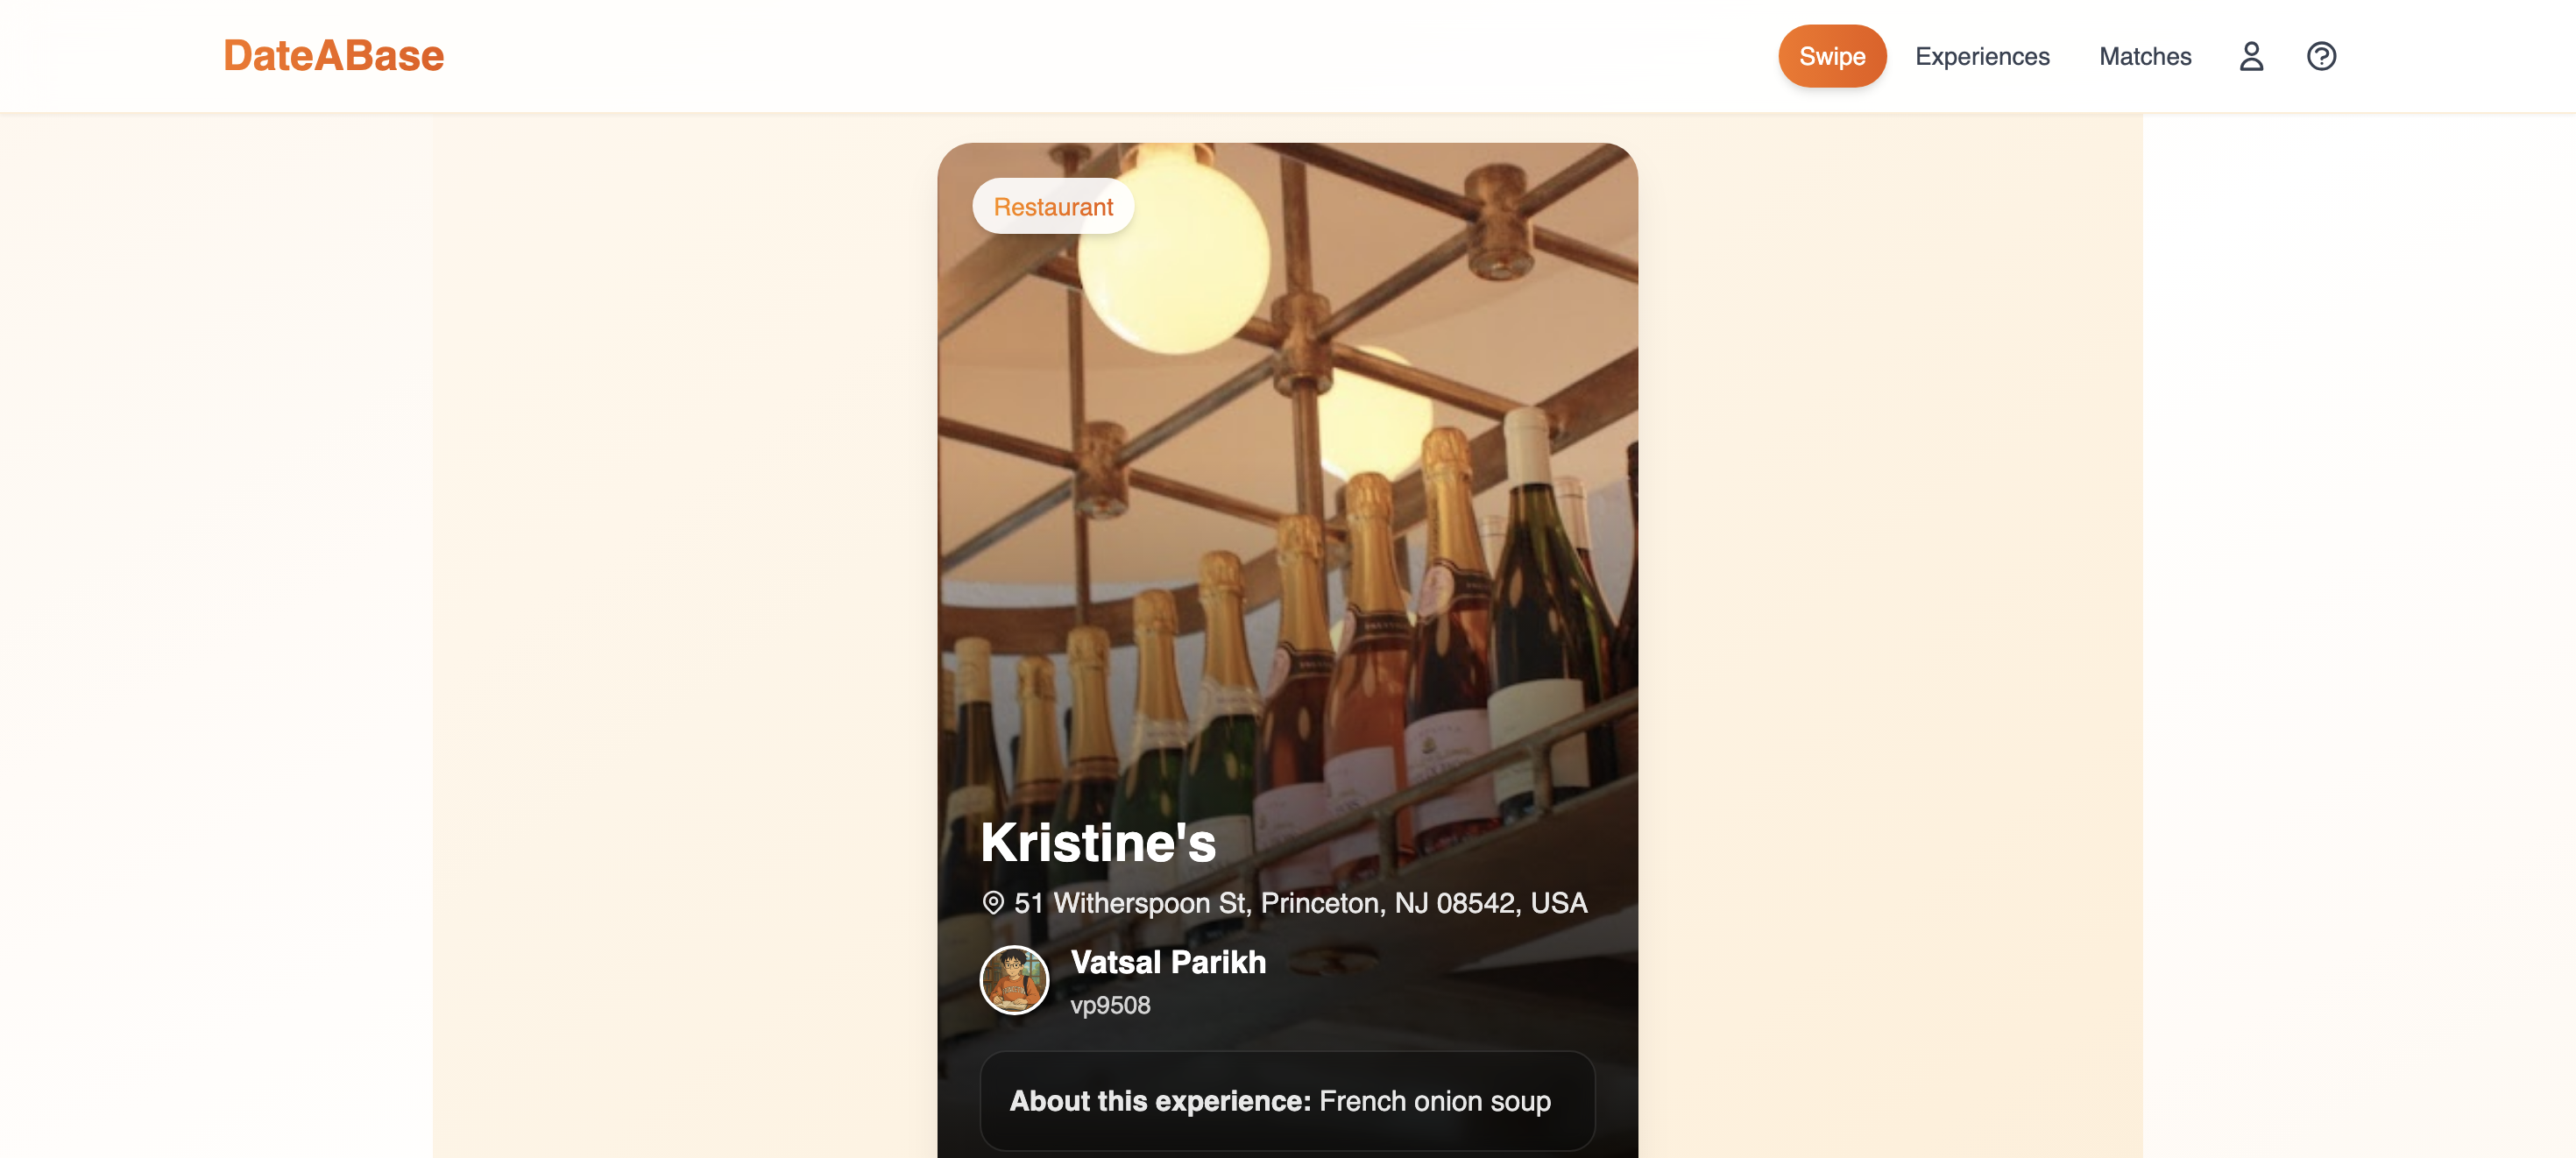 DateABase
Swipe Experiences Matches
Restaurant
Kristine's
51 Witherspoon St, Princeton, NJ 08542, USA
Vatsal Parikh
vp9508
About this experience: French onion soup